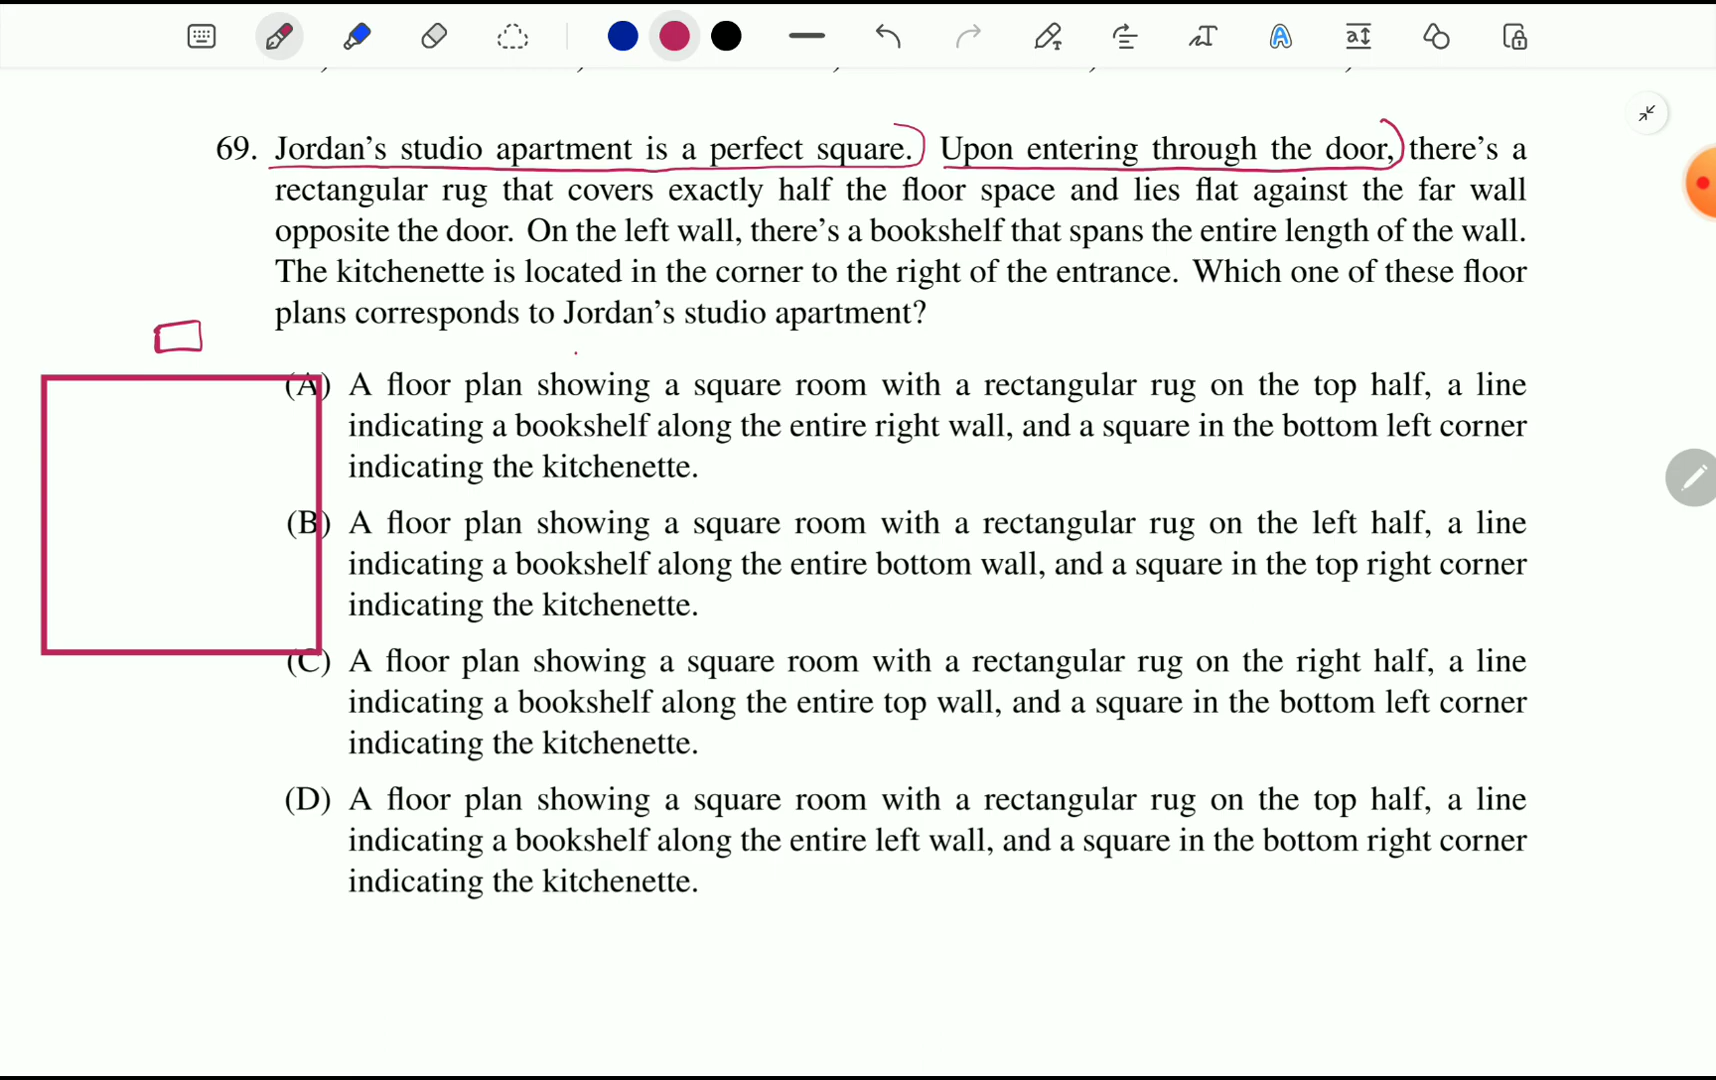 69. Jordan's studio apartment is a perfect square. Upon entering through the door, there's a
rectangular rug that covers exactly half the floor space and lies flat against the far wall
opposite the door. On the left wall, there's a bookshelf that spans the entire length of the wall.
The kitchenette is located in the corner to the right of the entrance. Which one of these floor
plans corresponds to Jordan's studio apartment?
(A) A floor plan showing a square room with a rectangular rug on the top half, a line
indicating a bookshelf along the entire right wall, and a square in the bottom left corner
indicating the kitchenette.
(B) A floor plan showing a square room with a rectangular rug on the left half, a line
indicating a bookshelf along the entire bottom wall, and a square in the top right corner
indicating the kitchenette.
(C) A floor plan showing a square room with a rectangular rug on the right half, a line
indicating a bookshelf along the entire top wall, and a square in the bottom left corner
indicating the kitchenette.
(D) A floor plan showing a square room with a rectangular rug on the top half, a line
indicating a bookshelf along the entire left wall, and a square in the bottom right corner
indicating the kitchenette.